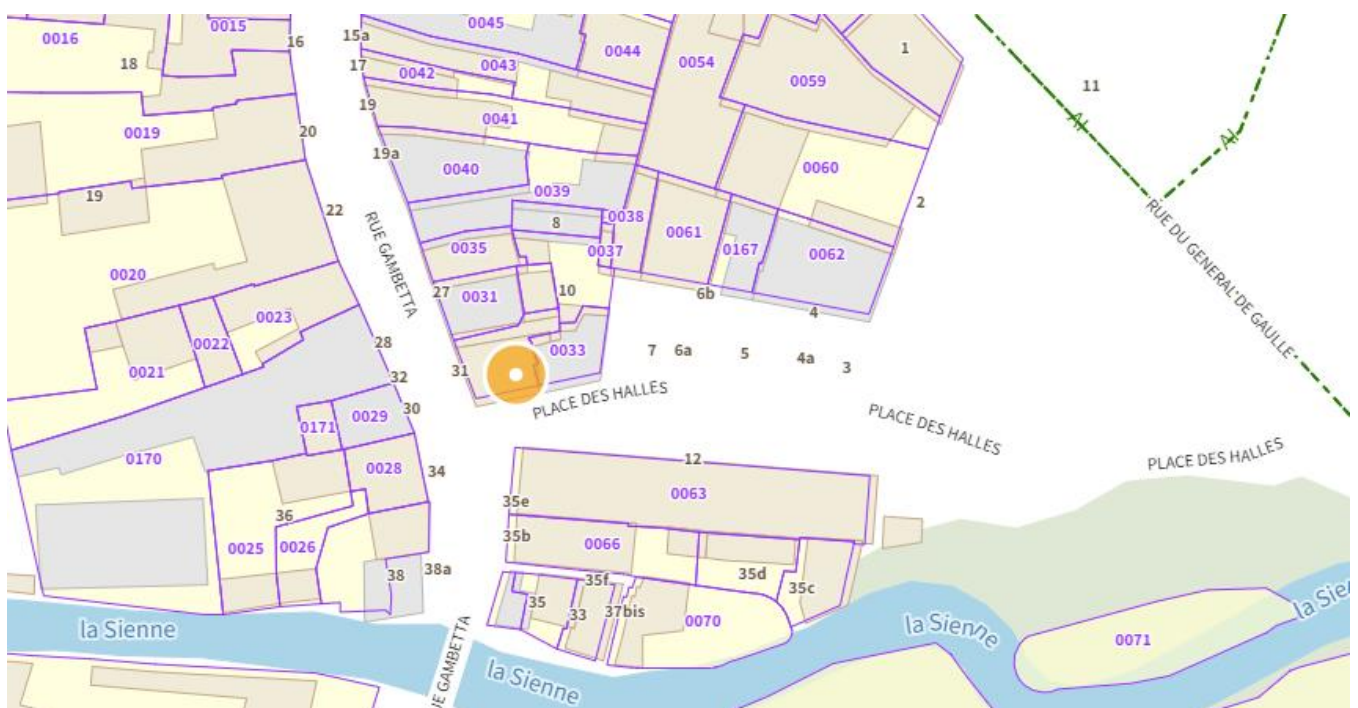 0016
0015
16
18
15a
0045
0044
17
0042
0043
0054
1
0059
11
AI
AI
19
0041
0019
20
19a
0040
0060
19
0039
22
8
0038
2
0061
0167
0062
0035
0037
RUE GAMBETTA
RUE DU GENERAL DE GAULLE
0020
27
0031
10
6b
4
0023
0022
28
0021
0033
7
6a
5
4a
3
31
32
PLACE DES HALLES
30
0029
PLACE DES HALLES
0171
PLACE DES HALLES
0170
0028
34
12
0063
35e
36
35b
0066
0025
0026
38
38a
35f
35d
35c
35
33
37bis
0070
la Sienne
la Sienne
la Sienne
0071
la Sie
UE GAMBETTA
la Sienne